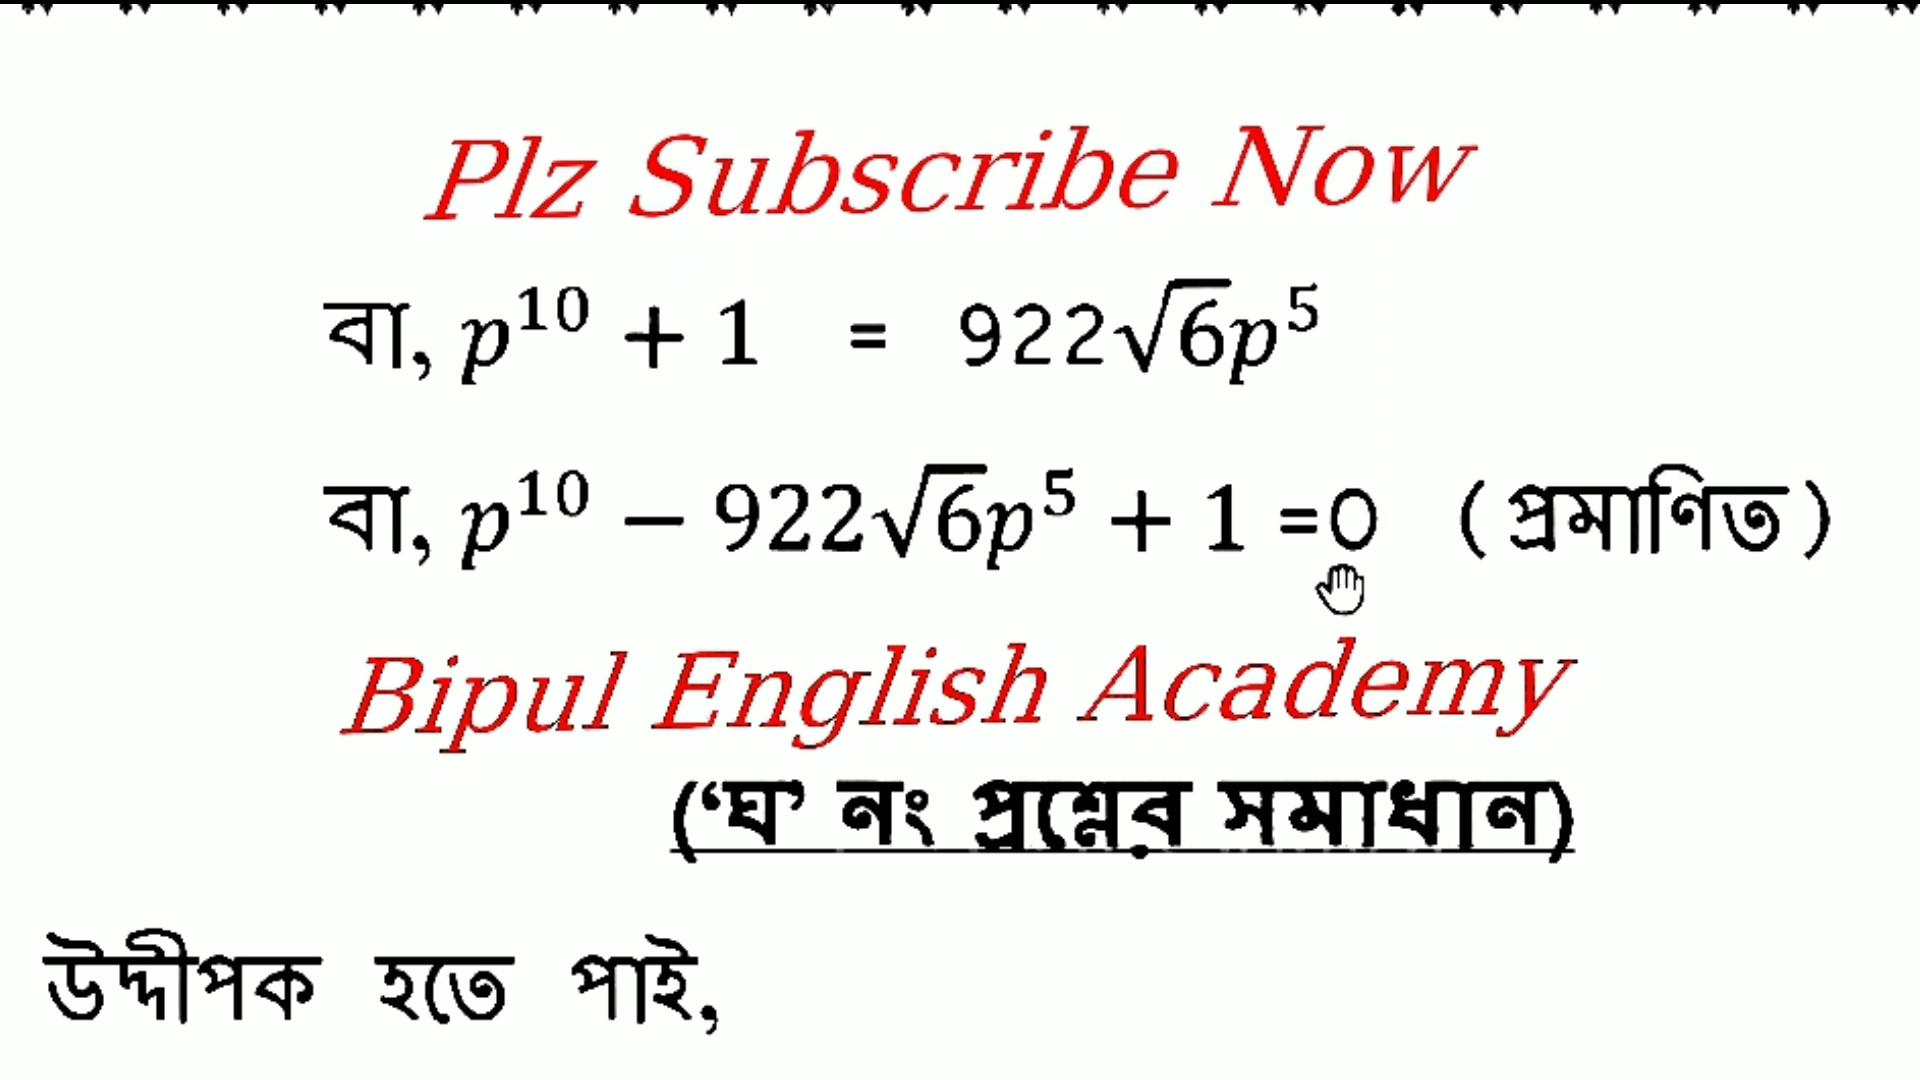 Plz Subscribe Now
বা, p¹⁰ + 1 = 922√6p⁵
বা, p¹⁰ − 922√6p⁵ + 1 =0 (প্রমাণিত)
Bipul English Academy
(‘ঘ’ নং প্রশ্নের সমাধান)
উদ্দীপক হতে পাই,